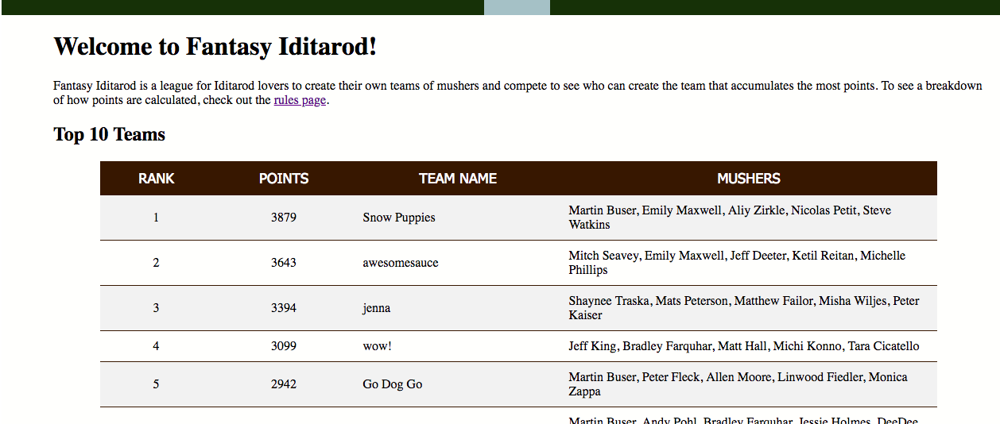 Welcome to Fantasy Iditarod!
Fantasy Iditarod is a league for Iditarod lovers to create their own teams of mushers and compete to see who can create the team that accumulates the most points. To see a breakdown
of how points are calculated, check out the rules page.
Top 10 Teams
RANK POINTS TEAM NAME MUSHERS
1 3879 Snow Puppies Martin Buser, Emily Maxwell, Aliy Zirkle, Nicolas Petit, Steve
Watkins
2 3643 awesomesauce Mitch Seavey, Emily Maxwell, Jeff Deeter, Ketil Reitan, Michelle
Phillips
3 3394 jenna Shaynee Traska, Mats Peterson, Matthew Failor, Misha Wiljes, Peter
Kaiser
4 3099 wow! Jeff King, Bradley Farquhar, Matt Hall, Michi Konno, Tara Cicatello
5 2942 Go Dog Go Martin Buser, Peter Fleck, Allen Moore, Linwood Fiedler, Monica
Zappa
Martin Buser, Andy Pohl, Bradley Farquhar, Jessie Holmes, DeeDee